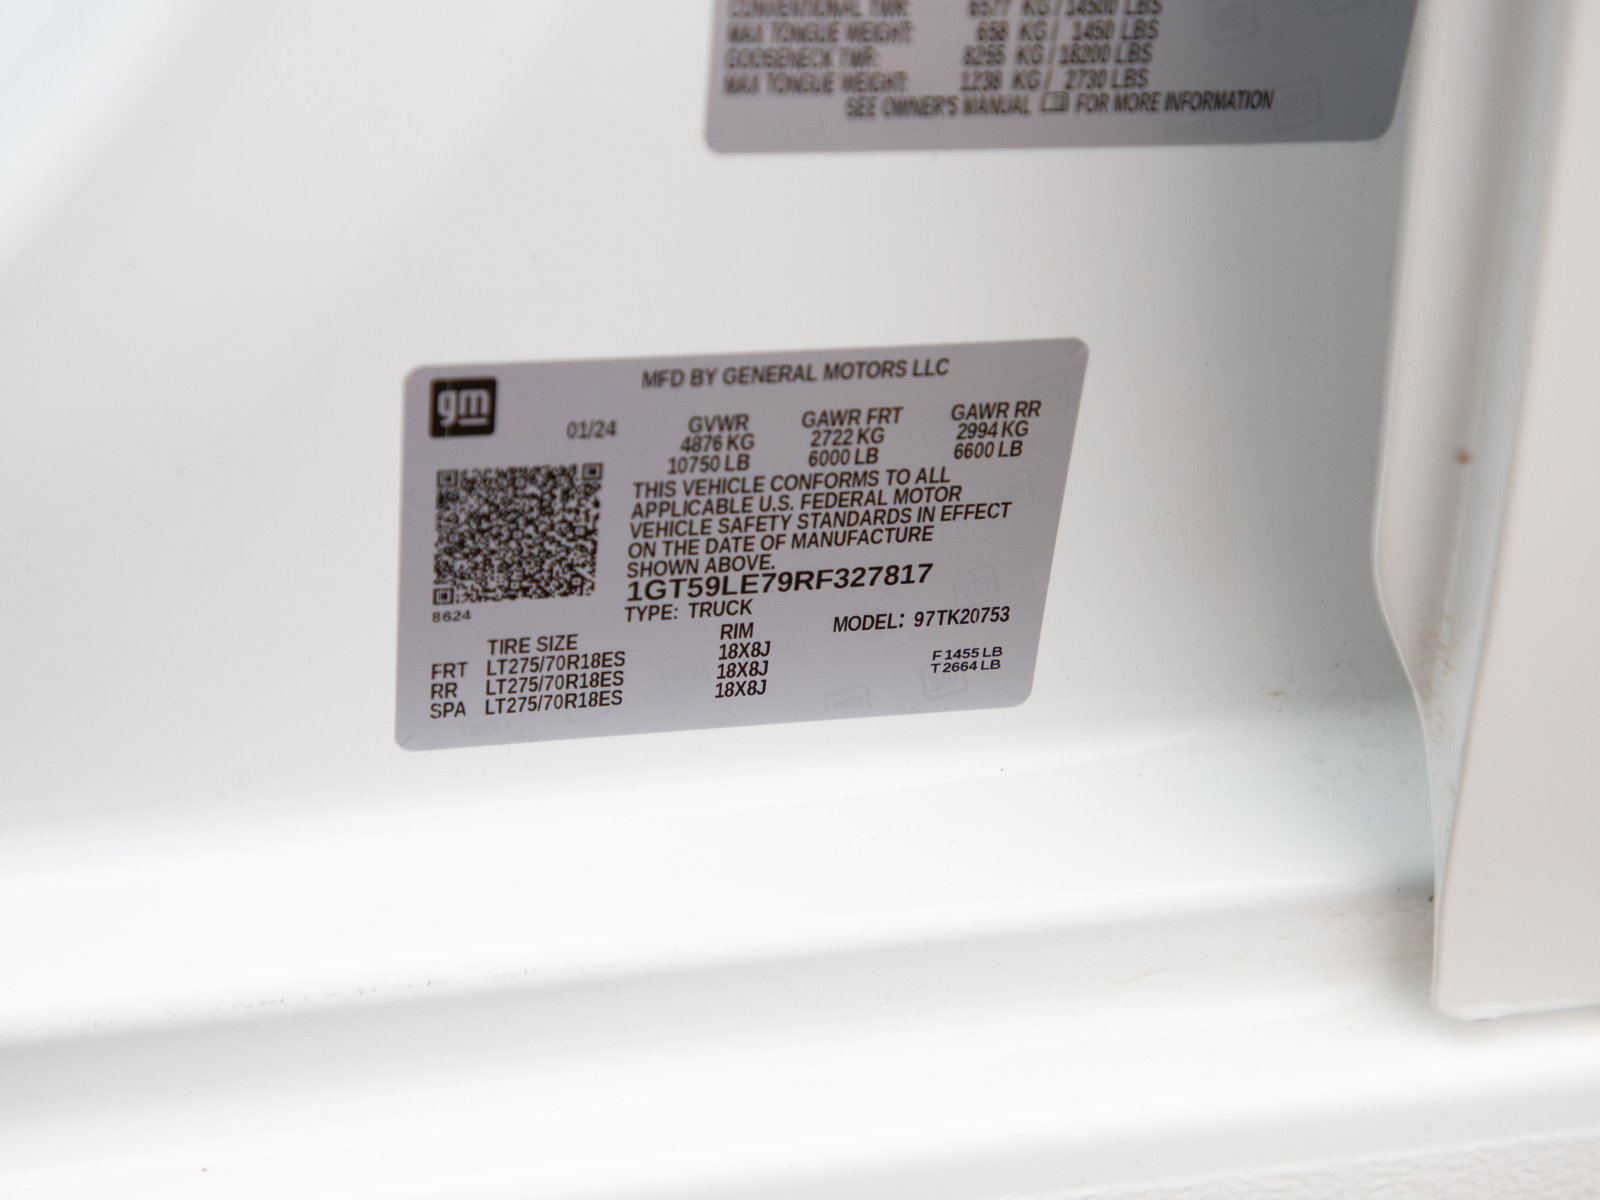 CONVENTIONAL TWR: 6577 KG / 14500 LBS
MAX TONGUE WEIGHT: 658 KG / 1450 LBS
GOOSENECK TWR: 8255 KG / 18200 LBS
MAX TONGUE WEIGHT: 1238 KG / 2730 LBS
SEE OWNER'S MANUAL FOR MORE INFORMATION
gm
MFD BY GENERAL MOTORS LLC
01/24 GVWR GAWR FRT GAWR RR
4876 KG 2722 KG 2994 KG
10750 LB 6000 LB 6600 LB
THIS VEHICLE CONFORMS TO ALL
APPLICABLE U.S. FEDERAL MOTOR
VEHICLE SAFETY STANDARDS IN EFFECT
ON THE DATE OF MANUFACTURE
SHOWN ABOVE.
1GT59LE79RF327817
8624
TYPE: TRUCK MODEL: 97TK20753
TIRE SIZE RIM
FRT LT275/70R18ES 18X8J
RR LT275/70R18ES 18X8J
SPA LT275/70R18ES 18X8J
F 1455 LB
T 2664 LB